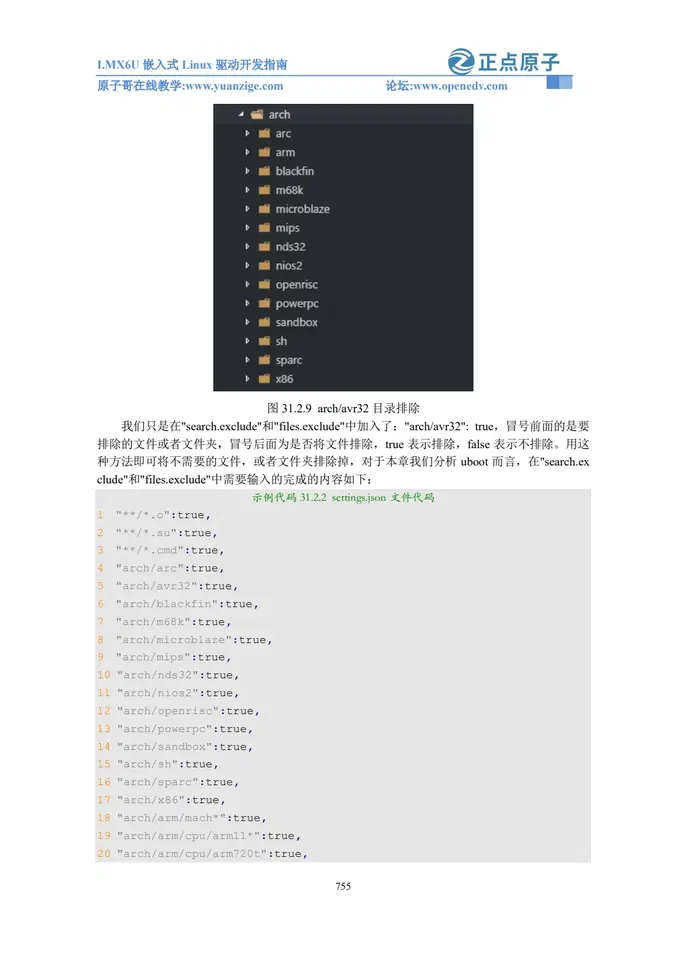 I.MX6U 嵌入式 Linux 驱动开发指南
正点原子
原子哥在线教学:www.yuanzige.com 论坛:www.openedv.com
arch
arc
arm
blackfin
m68k
microblaze
mips
nds32
nios2
openrisc
powerpc
sandbox
sh
sparc
x86
图 31.2.9 arch/avr32 目录排除
我们只是在"search.exclude"和"files.exclude"中加入了："arch/avr32": true，冒号前面的是要
排除的文件或者文件夹，冒号后面为是否将文件排除，true 表示排除，false 表示不排除。用这
种方法即可将不需要的文件，或者文件夹排除掉，对于本章我们分析 uboot 而言，在"search.ex
clude"和"files.exclude"中需要输入的完成的内容如下：
示例代码 31.2.2 settings.json 文件代码
1 "**/*.o":true,
2 "**/*.su":true,
3 "**/*.cmd":true,
4 "arch/arc":true,
5 "arch/avr32":true,
6 "arch/blackfin":true,
7 "arch/m68k":true,
8 "arch/microblaze":true,
9 "arch/mips":true,
10 "arch/nds32":true,
11 "arch/nios2":true,
12 "arch/openrisc":true,
13 "arch/powerpc":true,
14 "arch/sandbox":true,
15 "arch/sh":true,
16 "arch/sparc":true,
17 "arch/x86":true,
18 "arch/arm/mach*":true,
19 "arch/arm/cpu/arm11*":true,
20 "arch/arm/cpu/arm720t":true,
755